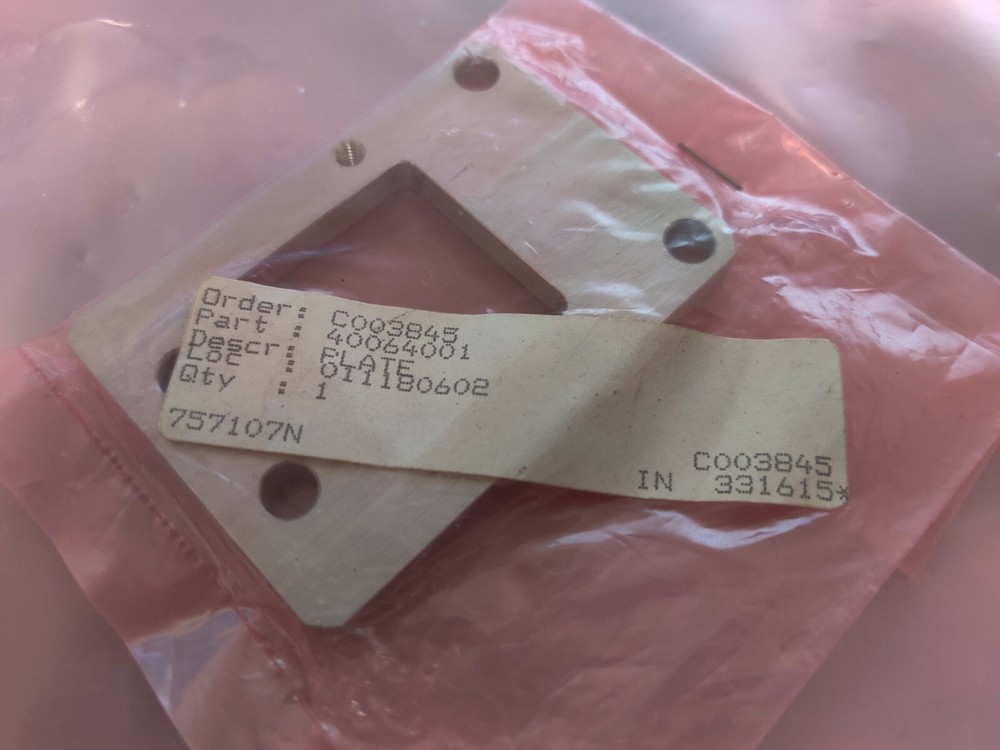 Order: C003845
Part : 40064001
Descr: PLATE
Loc : 011180602
Qty : 1
757107N
C003845
IN 331615*